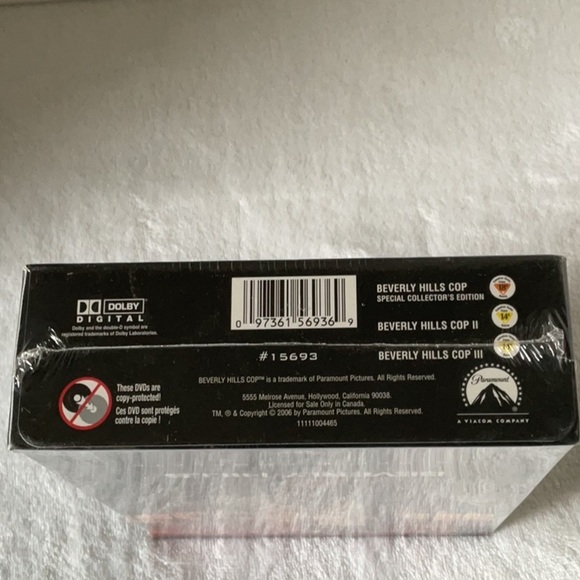 DOLBY
DIGITAL
Dolby and the double-D symbol are
registered trademarks of Dolby Laboratories.
0 97361 56936 9
BEVERLY HILLS COP
SPECIAL COLLECTOR'S EDITION
BEVERLY HILLS COP II
#15693
BEVERLY HILLS COP III
These DVDs are
copy-protected!
Ces DVD sont protégés
contre la copie !
BEVERLY HILLS COP™ is a trademark of Paramount Pictures. All Rights Reserved.
5555 Melrose Avenue, Hollywood, California 90038.
Licensed for Sale Only in Canada.
TM, ® & Copyright © 2006 by Paramount Pictures. All Rights Reserved.
11111004465
Paramount
A VIACOM COMPANY